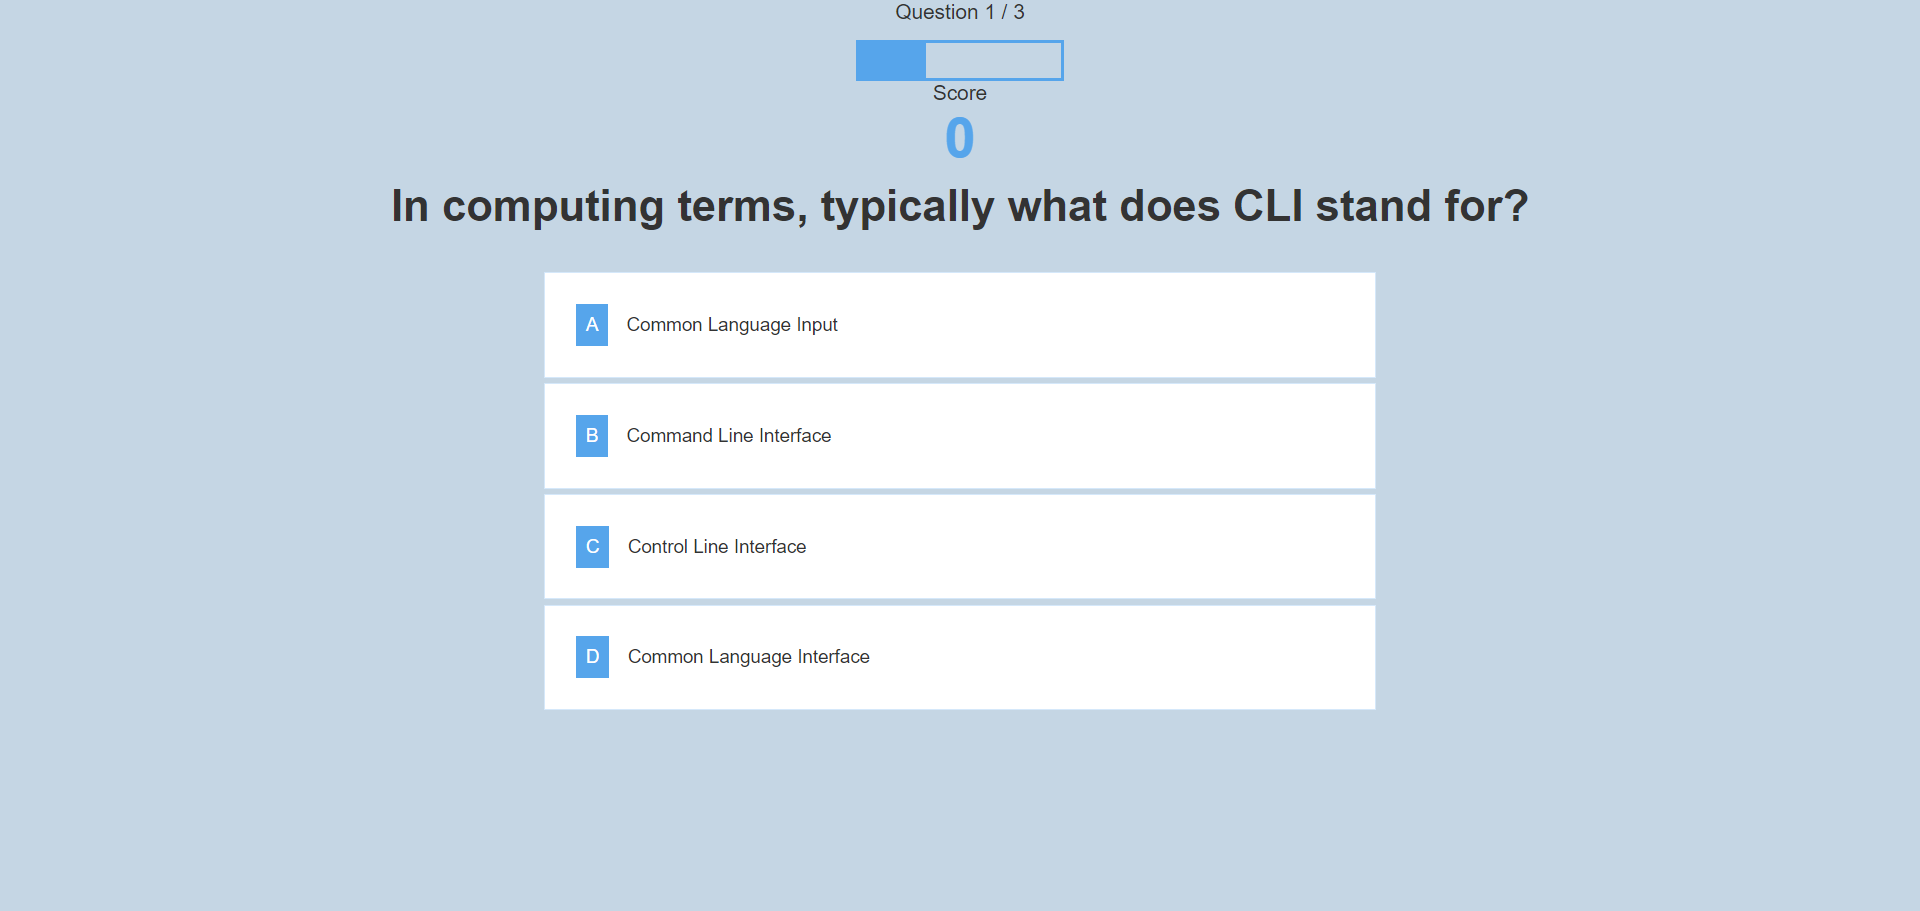 Question 1 / 3
Score
0
In computing terms, typically what does CLI stand for?
A Common Language Input
B Command Line Interface
C Control Line Interface
D Common Language Interface